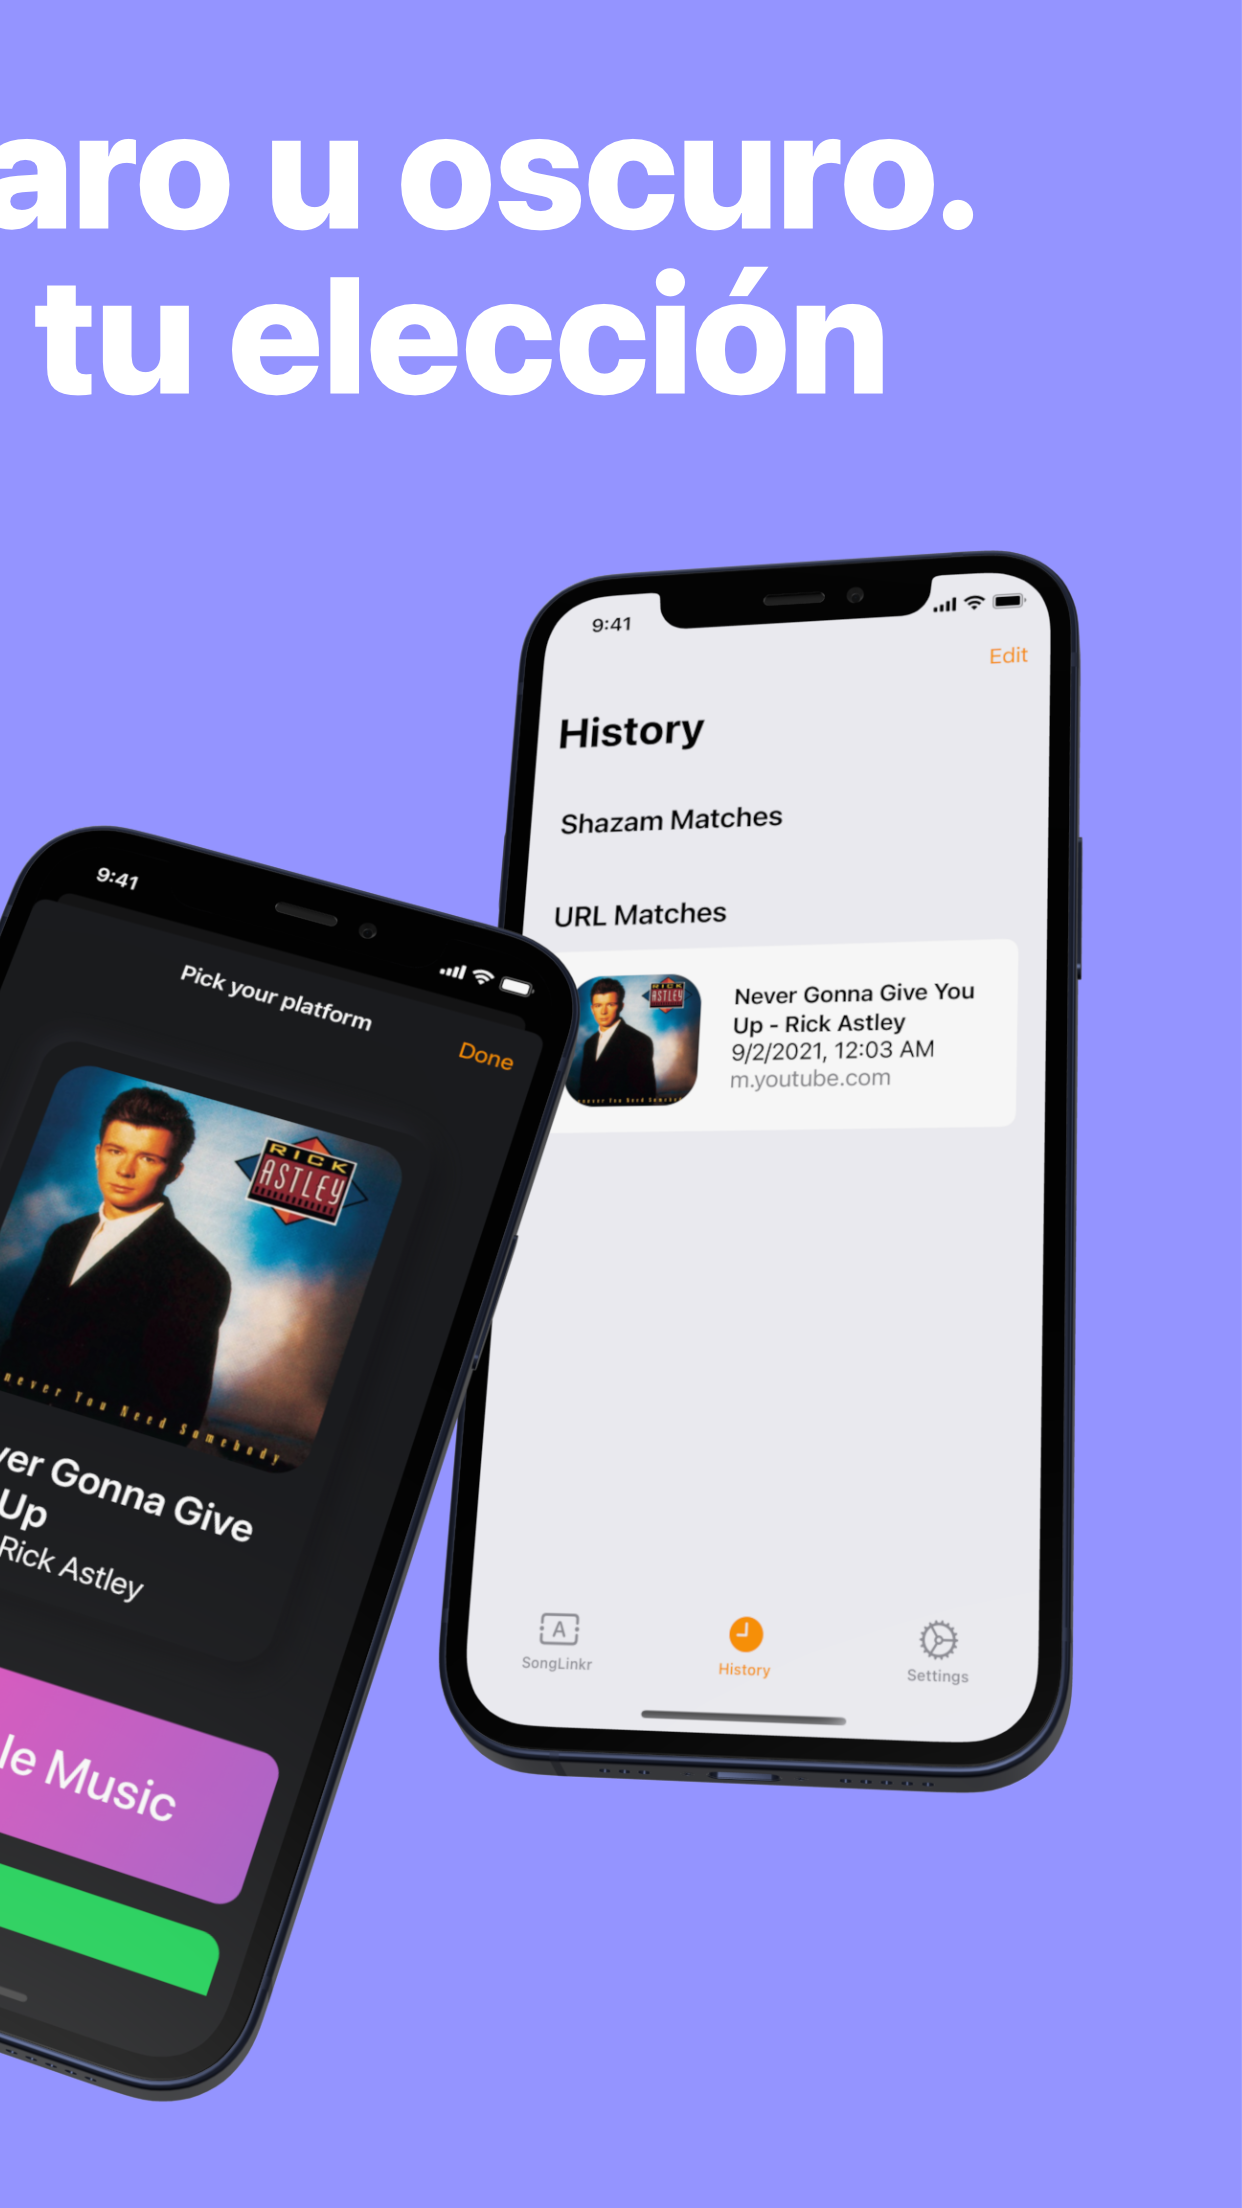 aro u oscuro.
tu elección
9:41
Edit
History
Shazam Matches
URL Matches
RICK
ASTLEY
Never Gonna Give You
Up - Rick Astley
9/2/2021, 12:03 AM
m.youtube.com
SongLinkr
History
Settings
9:41
Pick your platform
Done
RICK
ASTLEY
never You Need Somebody
ver Gonna Give
Up
Rick Astley
le Music